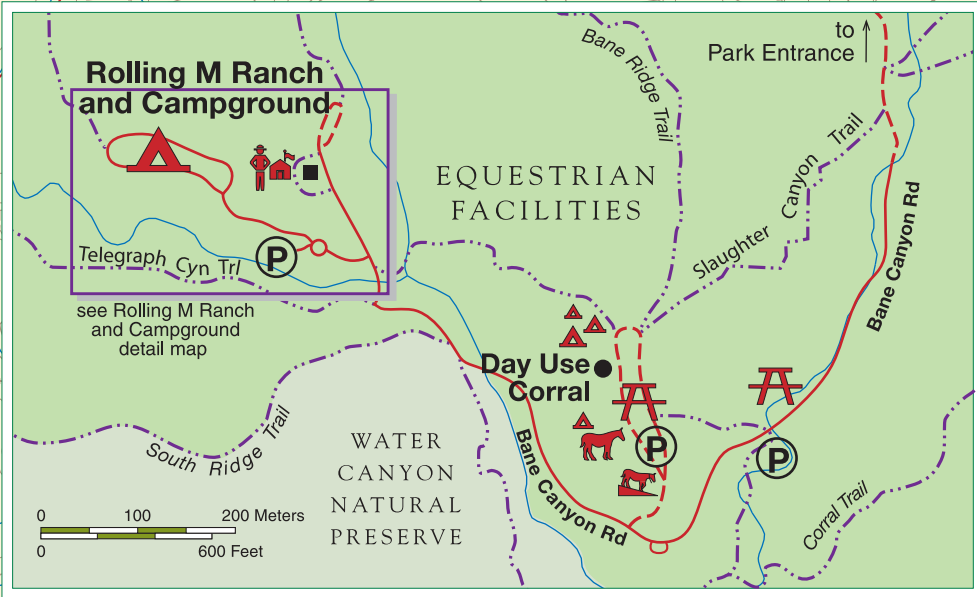 to
Park Entrance
Rolling M Ranch
and Campground
Bane Ridge Trail
EQUESTRIAN
FACILITIES
Slaughter Canyon Trail
Bane Canyon Rd
Telegraph Cyn Trl
P
see Rolling M Ranch
and Campground
detail map
Day Use
Corral
P
P
South Ridge Trail
WATER
CANYON
NATURAL
PRESERVE
Bane Canyon Rd
Corral Trail
0 100 200 Meters
0 600 Feet